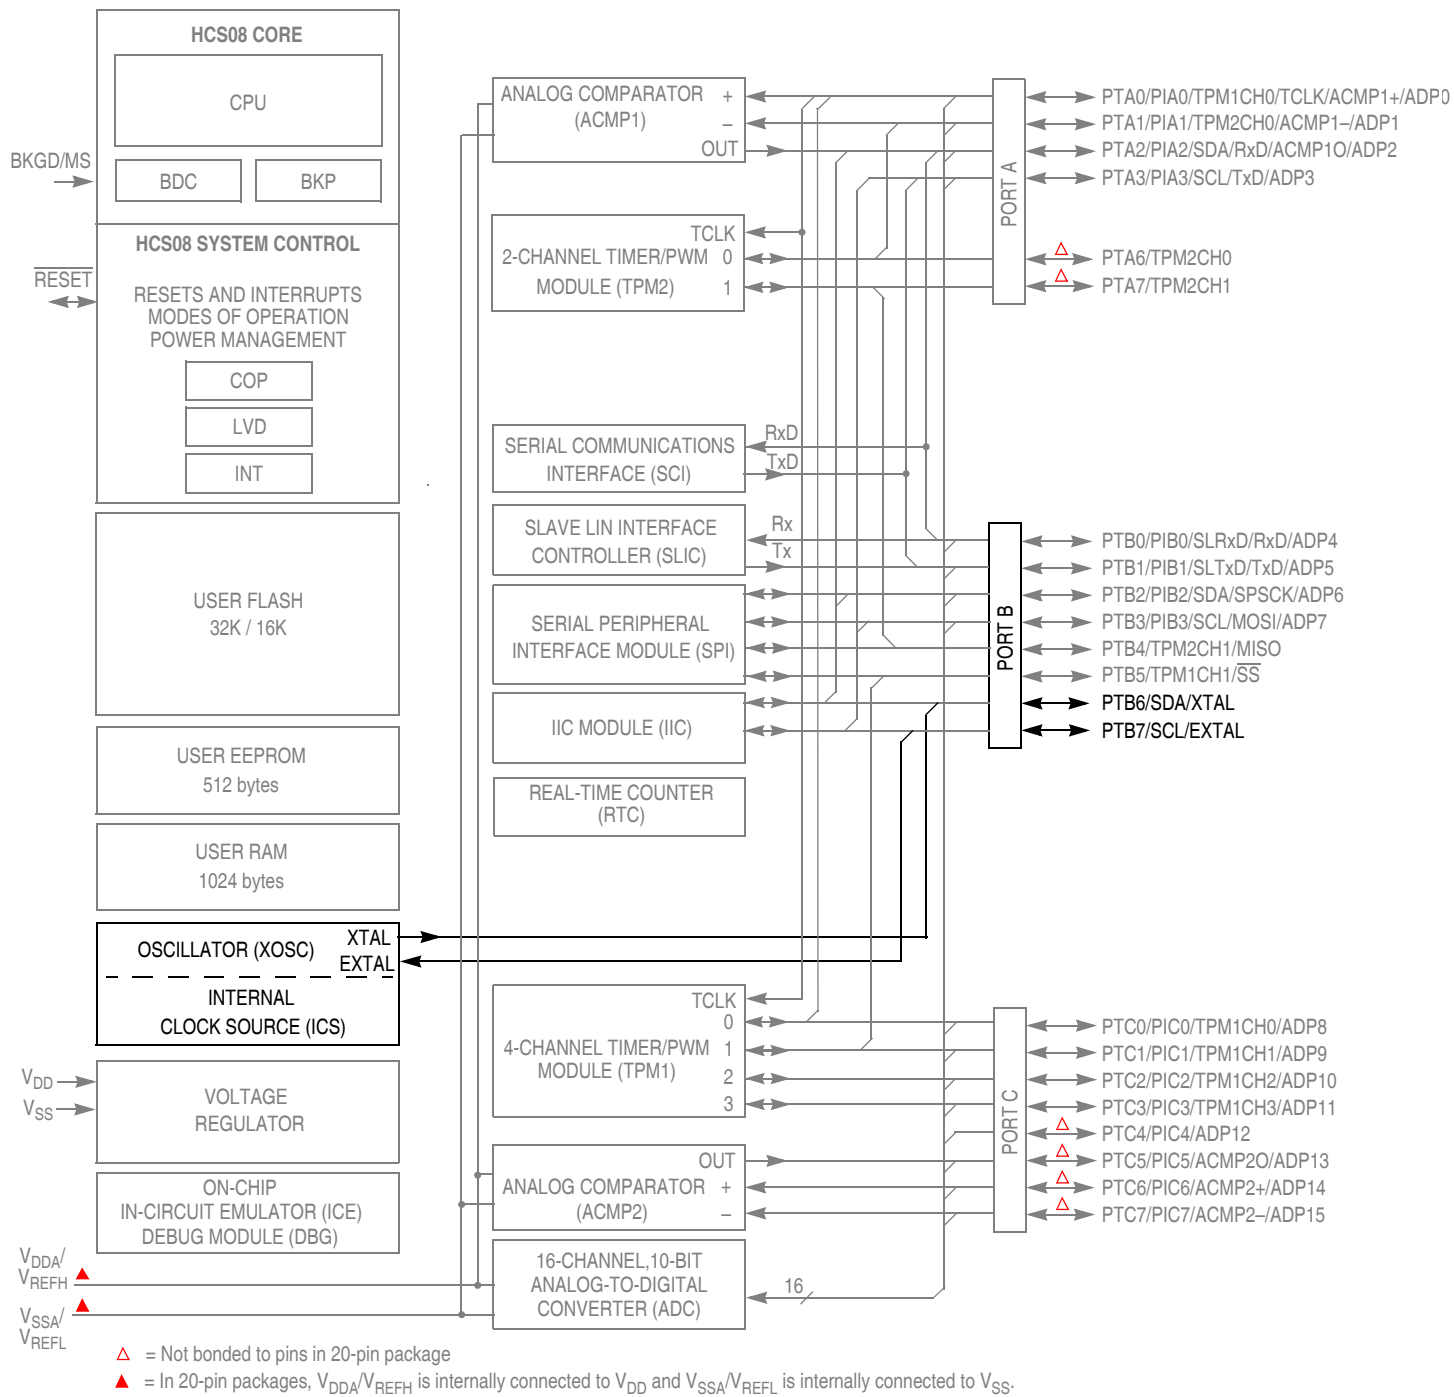 HCS08 CORE
CPU
BKGD/MS
BDC
BKP
HCS08 SYSTEM CONTROL
RESET
RESETS AND INTERRUPTS
MODES OF OPERATION
POWER MANAGEMENT
COP
LVD
INT
USER FLASH
32K / 16K
USER EEPROM
512 bytes
USER RAM
1024 bytes
OSCILLATOR (XOSC)
XTAL
EXTAL
INTERNAL
CLOCK SOURCE (ICS)
VDD
VSS
VOLTAGE
REGULATOR
ON-CHIP
IN-CIRCUIT EMULATOR (ICE)
DEBUG MODULE (DBG)
VDDA/
VREFH
VSSA/
VREFL
ANALOG COMPARATOR
(ACMP1)
+
–
OUT
TCLK
2-CHANNEL TIMER/PWM
MODULE (TPM2)
0
1
SERIAL COMMUNICATIONS
INTERFACE (SCI)
RxD
TxD
SLAVE LIN INTERFACE
CONTROLLER (SLIC)
Rx
Tx
SERIAL PERIPHERAL
INTERFACE MODULE (SPI)
IIC MODULE (IIC)
REAL-TIME COUNTER
(RTC)
TCLK
0
4-CHANNEL TIMER/PWM
MODULE (TPM1)
1
2
3
OUT
ANALOG COMPARATOR
(ACMP2)
+
–
16-CHANNEL,10-BIT
ANALOG-TO-DIGITAL
CONVERTER (ADC)
16
PORT A
PTA0/PIA0/TPM1CH0/TCLK/ACMP1+/ADP0
PTA1/PIA1/TPM2CH0/ACMP1–/ADP1
PTA2/PIA2/SDA/RxD/ACMP1O/ADP2
PTA3/PIA3/SCL/TxD/ADP3
PTA6/TPM2CH0
PTA7/TPM2CH1
PORT B
PTB0/PIB0/SLRxD/RxD/ADP4
PTB1/PIB1/SLTxD/TxD/ADP5
PTB2/PIB2/SDA/SPSCK/ADP6
PTB3/PIB3/SCL/MOSI/ADP7
PTB4/TPM2CH1/MISO
PTB5/TPM1CH1/SS
PTB6/SDA/XTAL
PTB7/SCL/EXTAL
PORT C
PTC0/PIC0/TPM1CH0/ADP8
PTC1/PIC1/TPM1CH1/ADP9
PTC2/PIC2/TPM1CH2/ADP10
PTC3/PIC3/TPM1CH3/ADP11
PTC4/PIC4/ADP12
PTC5/PIC5/ACMP2O/ADP13
PTC6/PIC6/ACMP2+/ADP14
PTC7/PIC7/ACMP2–/ADP15
= Not bonded to pins in 20-pin package
= In 20-pin packages, VDDA/VREFH is internally connected to VDD and VSSA/VREFL is internally connected to VSS.